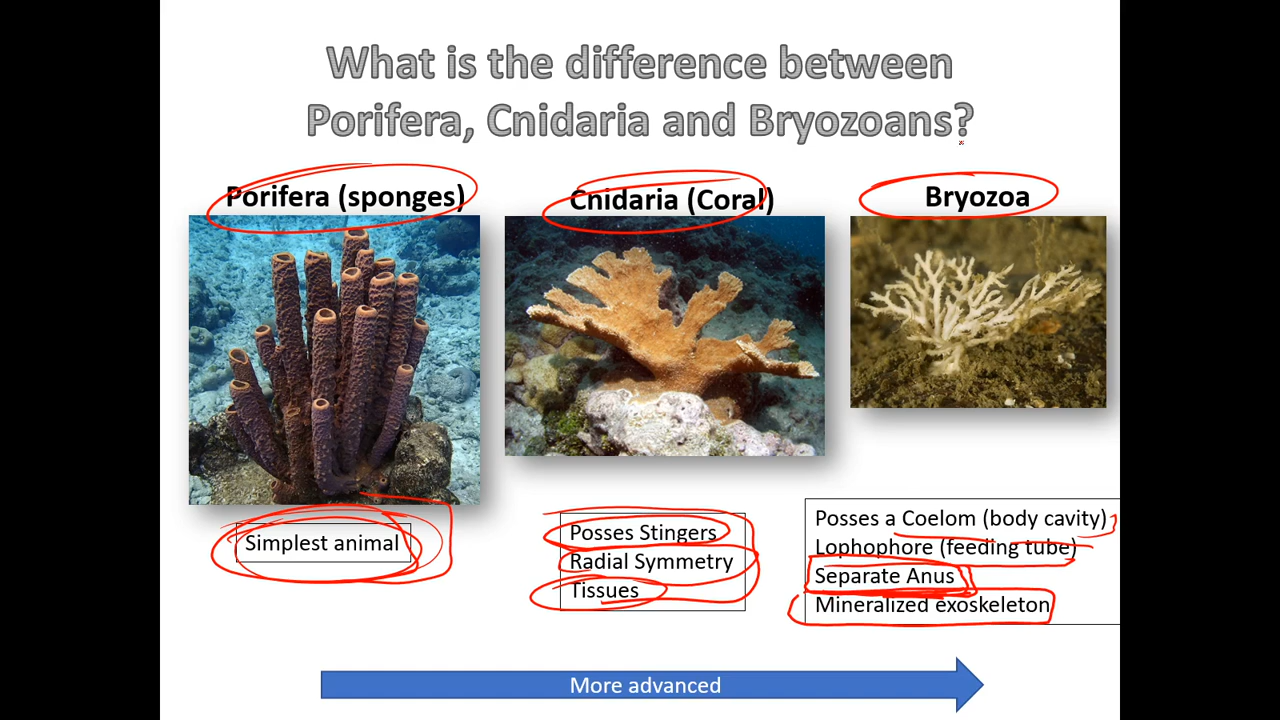 What is the difference between
Porifera, Cnidaria and Bryozoans?
Porifera (sponges)
Cnidaria (Coral)
Bryozoa
Simplest animal
Posses Stingers
Radial Symmetry
Tissues
Posses a Coelom (body cavity)
Lophophore (feeding tube)
Separate Anus
Mineralized exoskeleton
More advanced